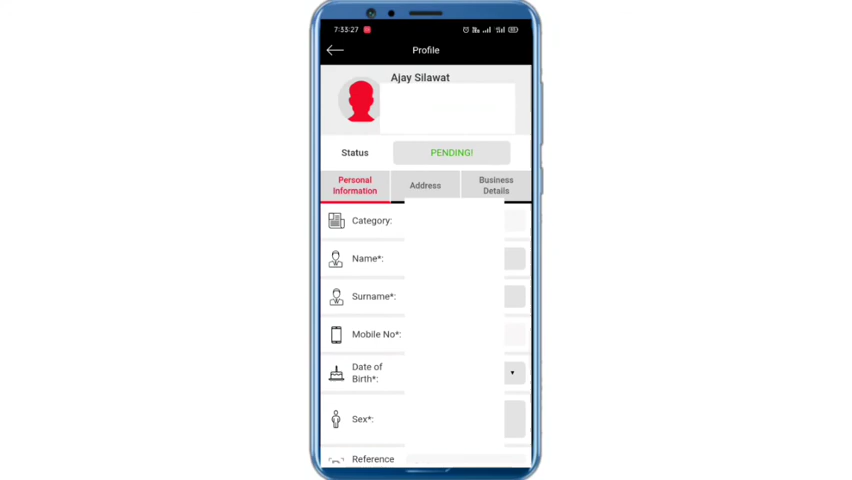 7:33:27
Profile
Ajay Silawat
Status
PENDING!
Personal
Information
Address
Business
Details
Category:
Name*:
Surname*:
Mobile No*:
Date of
Birth*:
Sex*:
Reference